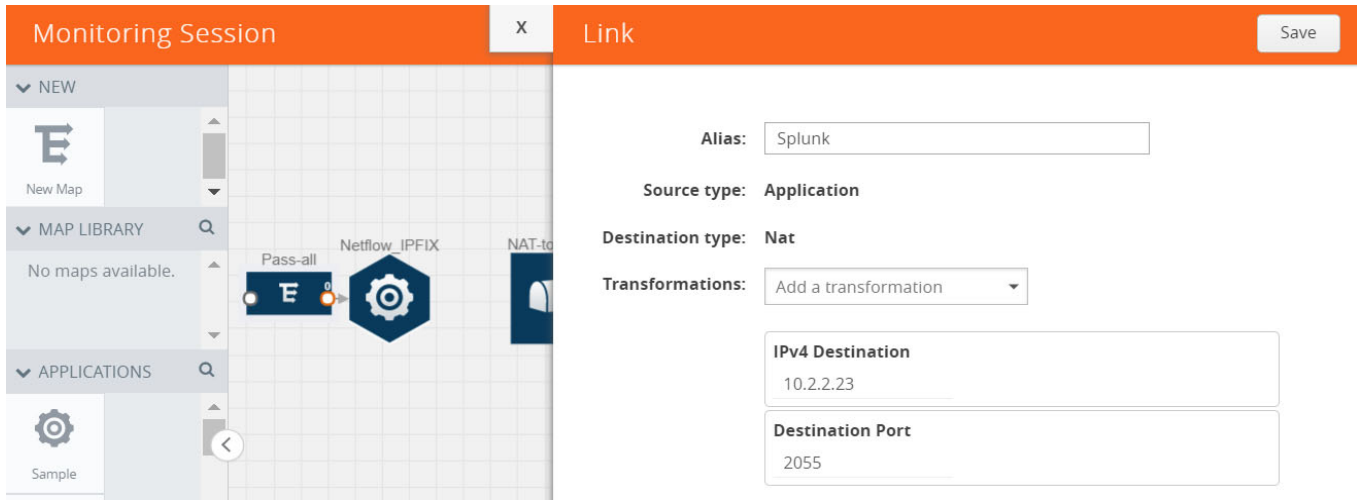 Monitoring Session
X
Link
Save
NEW
New Map
MAP LIBRARY
No maps available.
APPLICATIONS
Sample
Pass-all
0
Netflow_IPFIX
NAT-to
Alias: Splunk
Source type: Application
Destination type: Nat
Transformations: Add a transformation
IPv4 Destination
10.2.2.23
Destination Port
2055